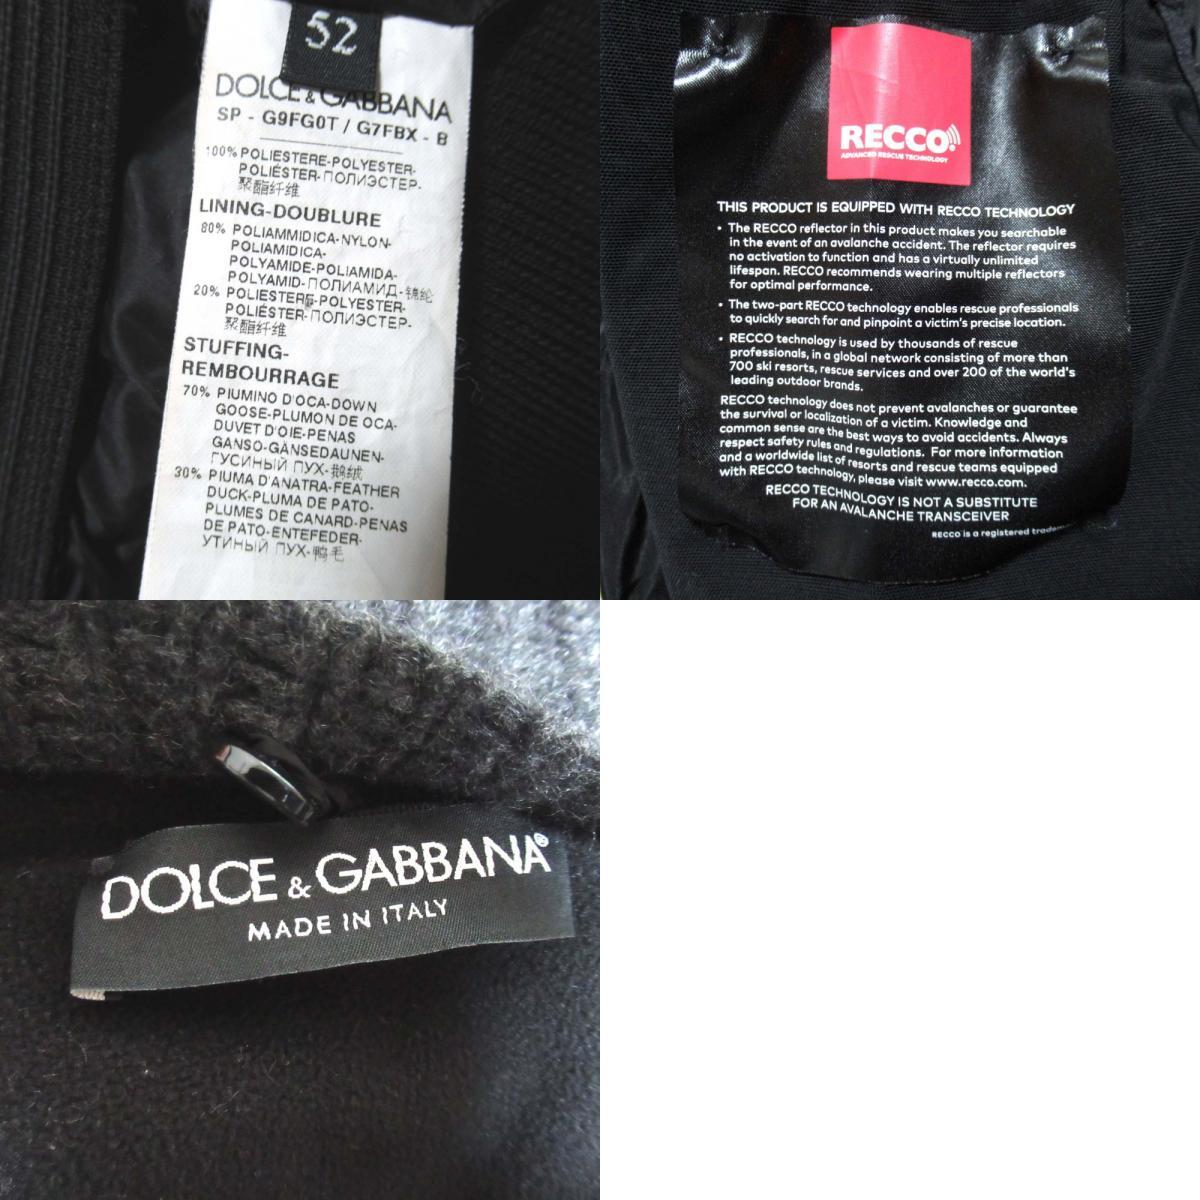 52
DOLCE & GABBANA
SP - G9FG0T / G7FBX - B
100% POLIESTERE-POLYESTER-
POLIÉSTER-ПОЛИЭСТЕР-
聚酯纤维
LINING-DOUBLURE
80% POLIAMMIDICA-NYLON-
POLIAMIDICA-
POLYAMIDE-POLIAMIDA-
POLYAMID-ПОЛИАМИД-锦纶
20% POLIESTERE-POLYESTER-
POLIÉSTER-ПОЛИЭСТЕР-
聚酯纤维
STUFFING-
REMBOURRAGE
70% PIUMINO D'OCA-DOWN
GOOSE-PLUMON DE OCA-
DUVET D'OIE-PENAS
GANSO-GÄNSEDAUNEN-
ГУСИНЫЙ ПУХ-鹅绒
30% PIUMA D'ANATRA-FEATHER
DUCK-PLUMA DE PATO-
PLUMES DE CANARD-PENAS
DE PATO-ENTEFEDER-
УТИНЫЙ ПУХ-鸭毛
RECCO
ADVANCED RESCUE TECHNOLOGY
THIS PRODUCT IS EQUIPPED WITH RECCO TECHNOLOGY
• The RECCO reflector in this product makes you searchable
in the event of an avalanche accident. The reflector requires
no activation to function and has a virtually unlimited
lifespan. RECCO recommends wearing multiple reflectors
for optimal performance.
• The two-part RECCO technology enables rescue professionals
to quickly search for and pinpoint a victim's precise location.
• RECCO technology is used by thousands of rescue
professionals, in a global network consisting of more than
700 ski resorts, rescue services and over 200 of the world's
leading outdoor brands.
RECCO technology does not prevent avalanches or guarantee
the survival or localization of a victim. Knowledge and
common sense are the best ways to avoid accidents. Always
respect safety rules and regulations. For more information
and a worldwide list of resorts and rescue teams equipped
with RECCO technology, please visit www.recco.com.
RECCO TECHNOLOGY IS NOT A SUBSTITUTE
FOR AN AVALANCHE TRANSCEIVER
RECCO is a registered
DOLCE & GABBANA®
MADE IN ITALY